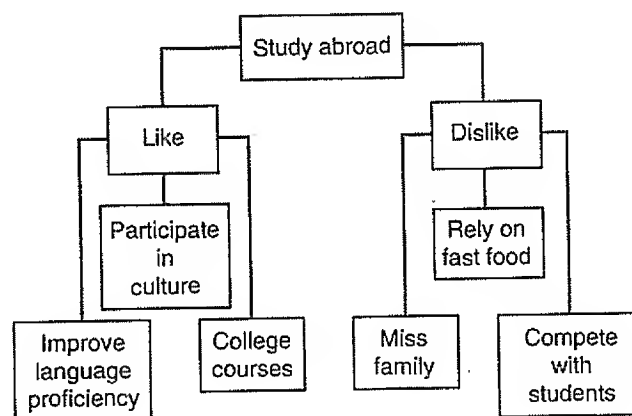 Study abroad
Like
Dislike
Participate
in
culture
Rely on
fast food
Improve
language
proficiency
College
courses
Miss
family
Compete
with
students